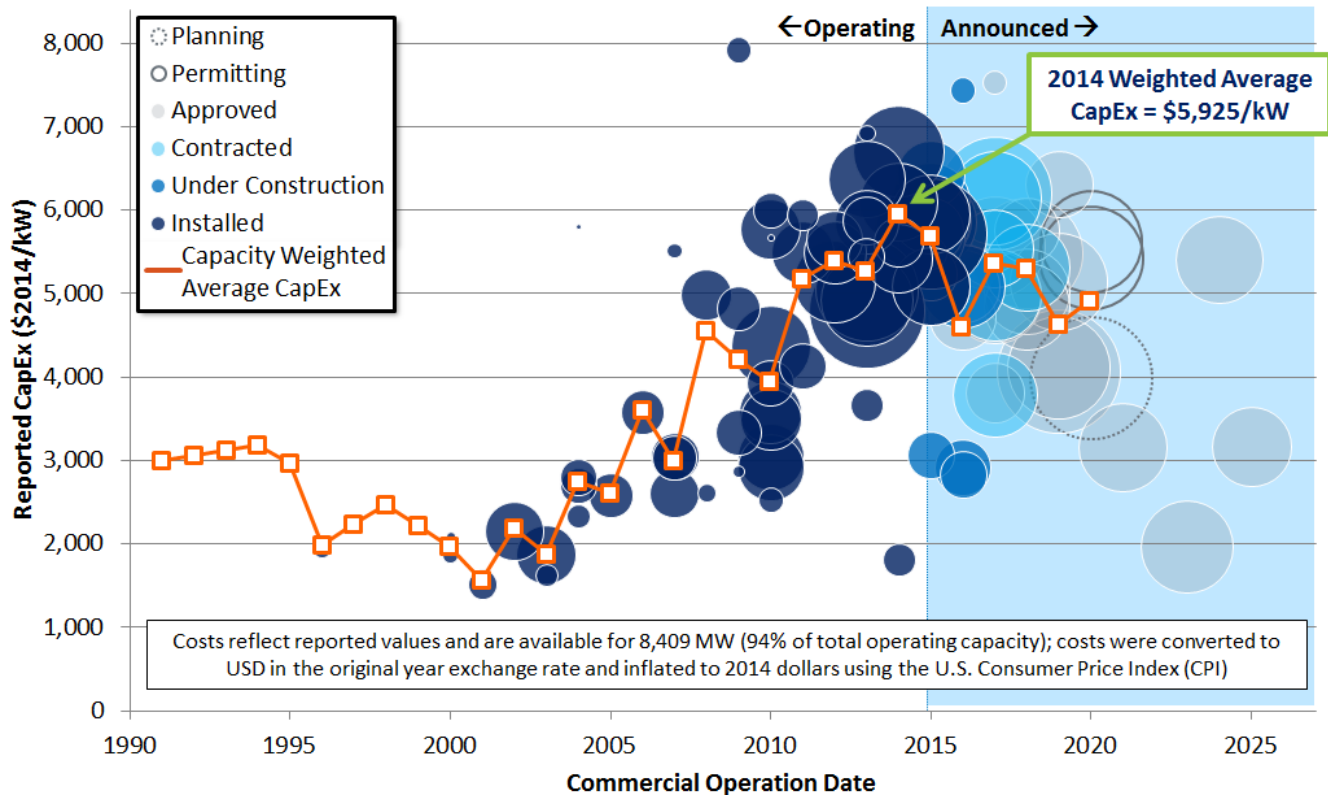 ←Operating
Announced→
Planning
Permitting
Approved
Contracted
Under Construction
Installed
Capacity Weighted
Average CapEx
2014 Weighted Average
CapEx = $5,925/kW
Reported CapEx ($2014/kW)
8,000
7,000
6,000
5,000
4,000
3,000
2,000
1,000
0
Costs reflect reported values and are available for 8,409 MW (94% of total operating capacity); costs were converted to
USD in the original year exchange rate and inflated to 2014 dollars using the U.S. Consumer Price Index (CPI)
1990
1995
2000
2005
2010
2015
2020
2025
Commercial Operation Date